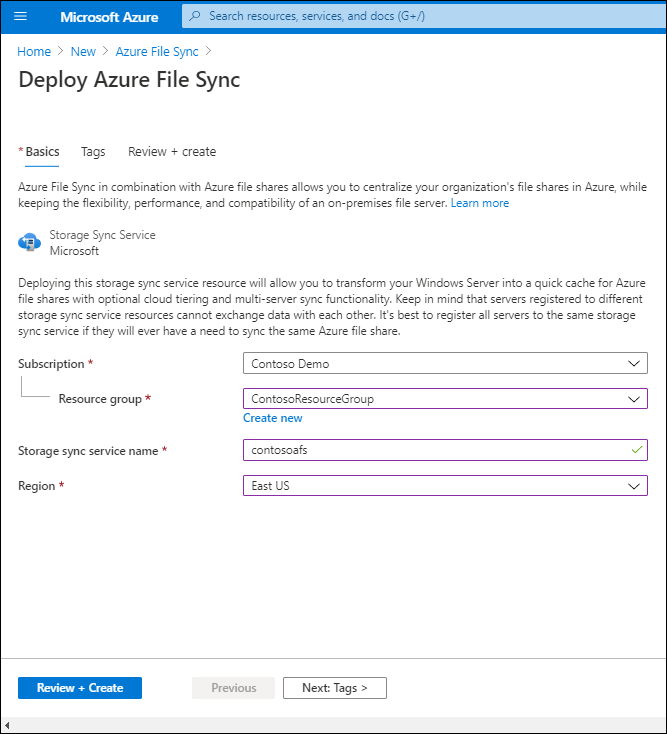 Microsoft Azure
Search resources, services, and docs (G+/)
Home > New > Azure File Sync >
Deploy Azure File Sync
* Basics Tags Review + create
Azure File Sync in combination with Azure file shares allows you to centralize your organization's file shares in Azure, while
keeping the flexibility, performance, and compatibility of an on-premises file server. Learn more
Storage Sync Service
Microsoft
Deploying this storage sync service resource will allow you to transform your Windows Server into a quick cache for Azure
file shares with optional cloud tiering and multi-server sync functionality. Keep in mind that servers registered to different
storage sync service resources cannot exchange data with each other. It's best to register all servers to the same storage
sync service if they will ever have a need to sync the same Azure file share.
Subscription * Contoso Demo
Resource group * ContosoResourceGroup
Create new
Storage sync service name * contosoafs
Region * East US
Review + Create Previous Next: Tags >